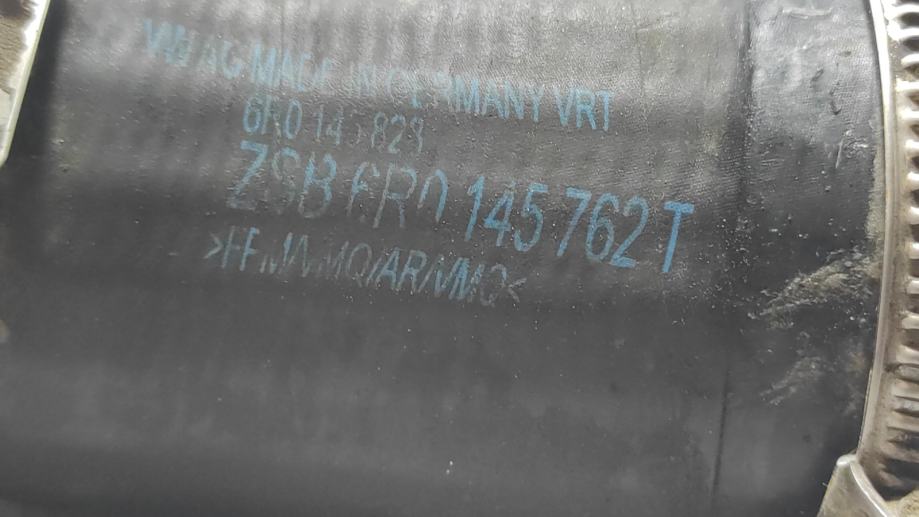 VW AG MADE IN GERMANY VRT
6R0 145 828
ZSB 6R0 145 762 T